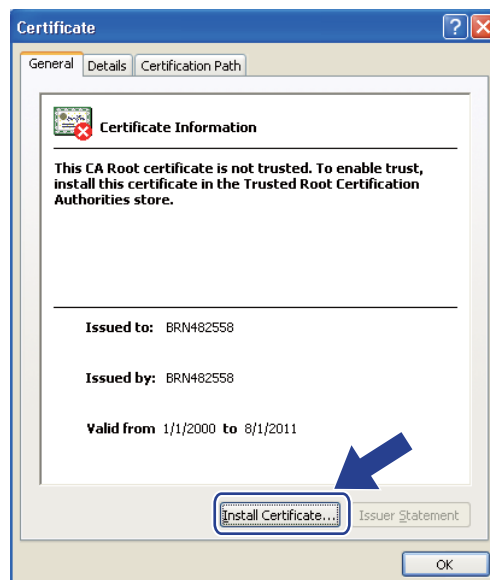 Certificate
General Details Certification Path
Certificate Information
This CA Root certificate is not trusted. To enable trust,
install this certificate in the Trusted Root Certification
Authorities store.
Issued to: BRN482558
Issued by: BRN482558
Valid from 1/1/2000 to 8/1/2011
Install Certificate... Issuer Statement
OK